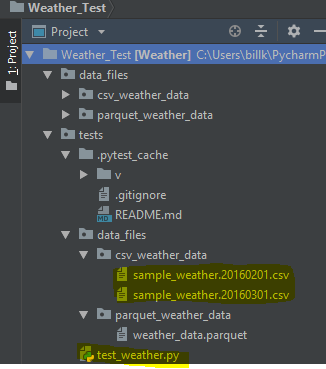 Weather_Test
1: Project
Project
Weather_Test [Weather] C:\Users\billk\PycharmP
data_files
csv_weather_data
parquet_weather_data
tests
.pytest_cache
v
.gitignore
README.md
data_files
csv_weather_data
sample_weather.20160201.csv
sample_weather.20160301.csv
parquet_weather_data
weather_data.parquet
test_weather.py